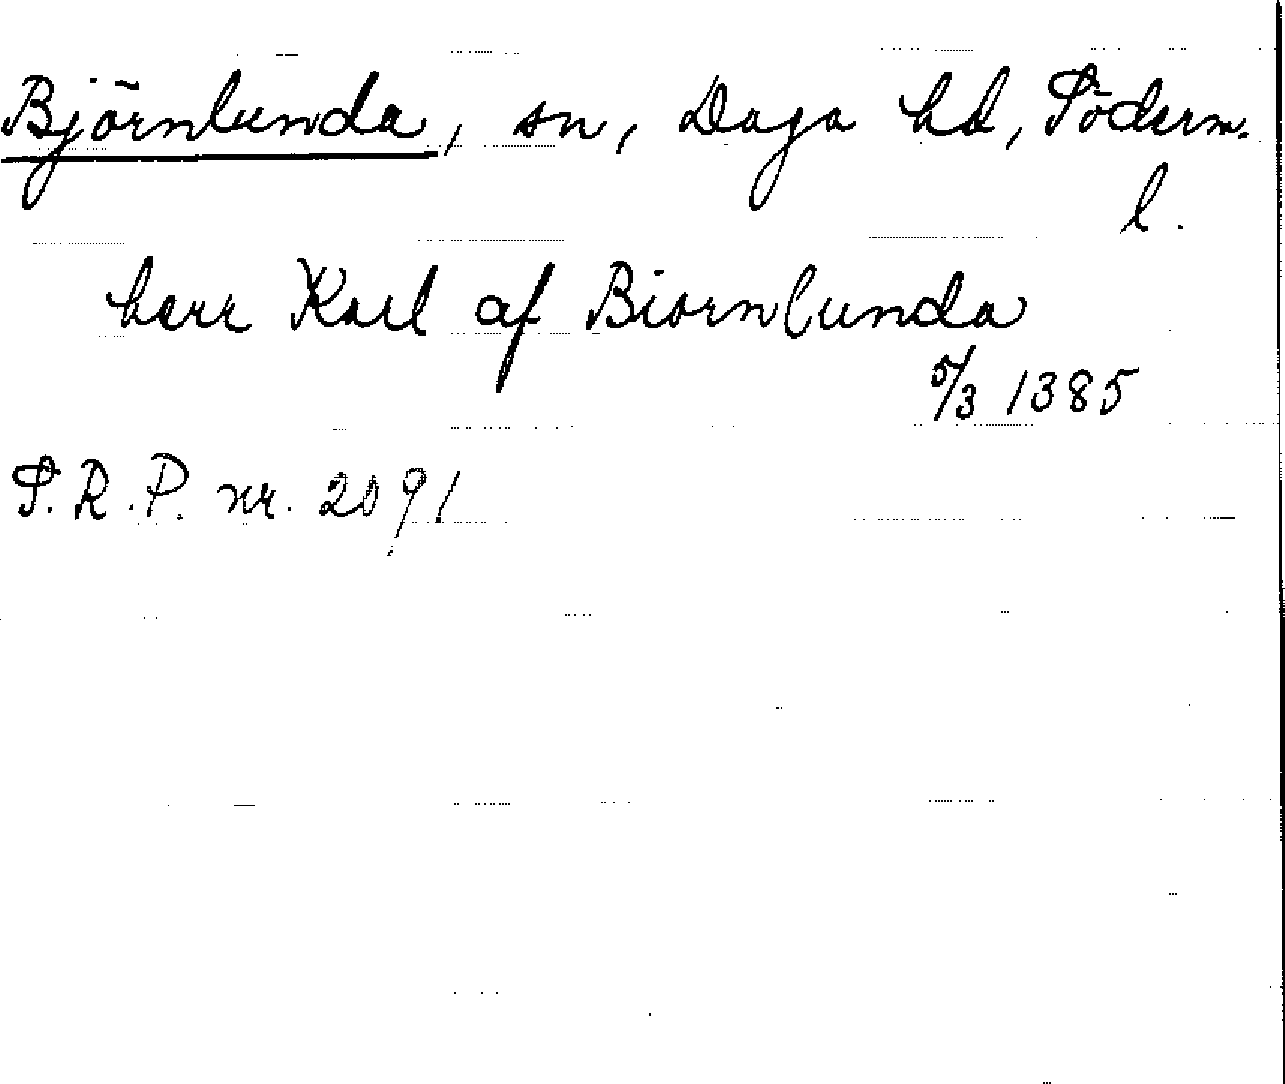 Björnlunda, sn, Daga hd, Söderm.
l.
herr Karl af Biornlunda
5/3 1385
S.R.P. nr. 2091